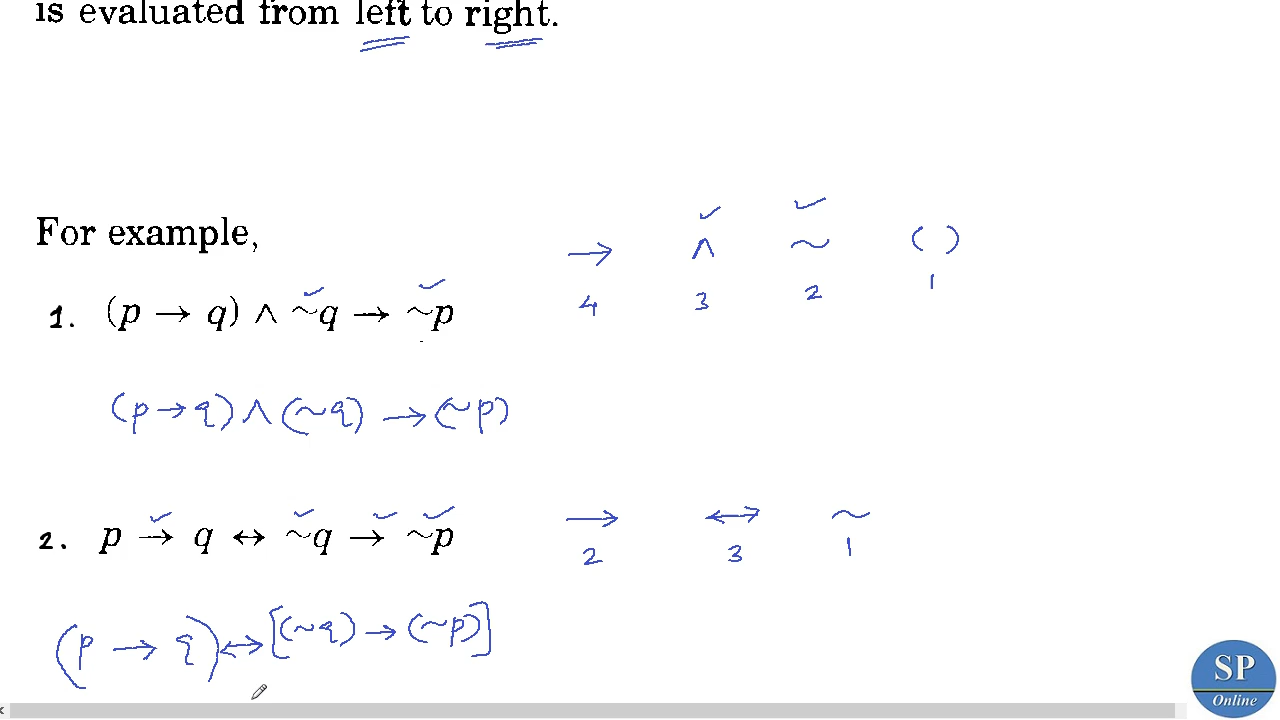 is evaluated from left to right.
For example,
→ ∧ ~ ( )
4 3 2 1
1. (p → q) ∧ ~q → ~p
(p → q) ∧ (~q) → (~p)
2. p → q ↔ ~q → ~p
→ ↔ ~
2 3 1
(p → q) ↔ [(~q) → (~p)]
SP
Online